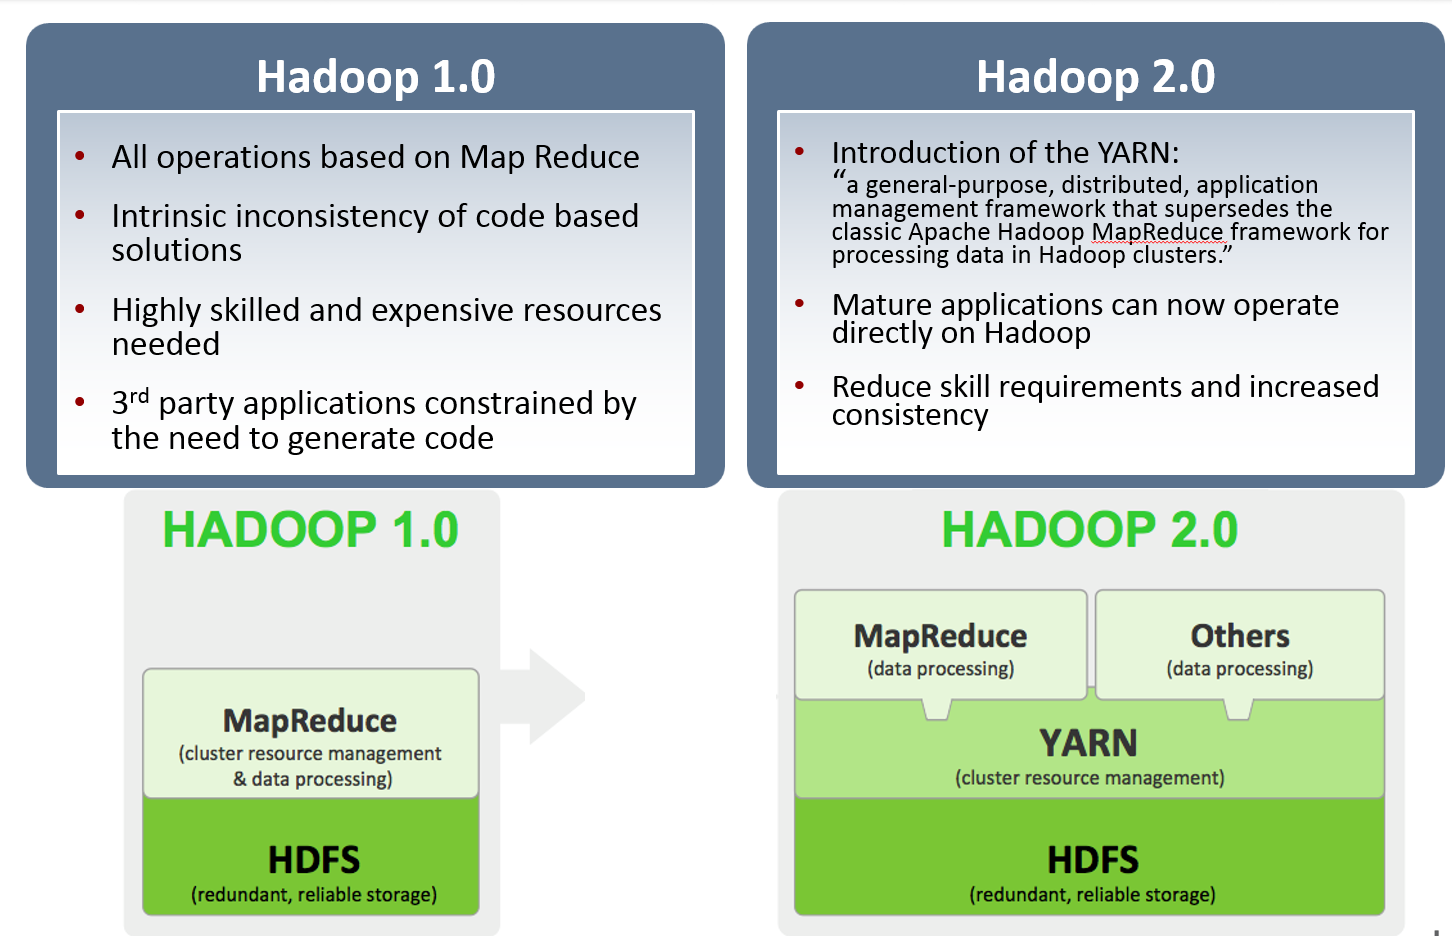 Hadoop 1.0
• All operations based on Map Reduce
• Intrinsic inconsistency of code based
solutions
• Highly skilled and expensive resources
needed
• 3rd party applications constrained by
the need to generate code
Hadoop 2.0
• Introduction of the YARN:
“a general-purpose, distributed, application
management framework that supersedes the
classic Apache Hadoop MapReduce framework for
processing data in Hadoop clusters.”
• Mature applications can now operate
directly on Hadoop
• Reduce skill requirements and increased
consistency
HADOOP 1.0
MapReduce
(cluster resource management
& data processing)
HDFS
(redundant, reliable storage)
HADOOP 2.0
MapReduce
(data processing)
Others
(data processing)
YARN
(cluster resource management)
HDFS
(redundant, reliable storage)